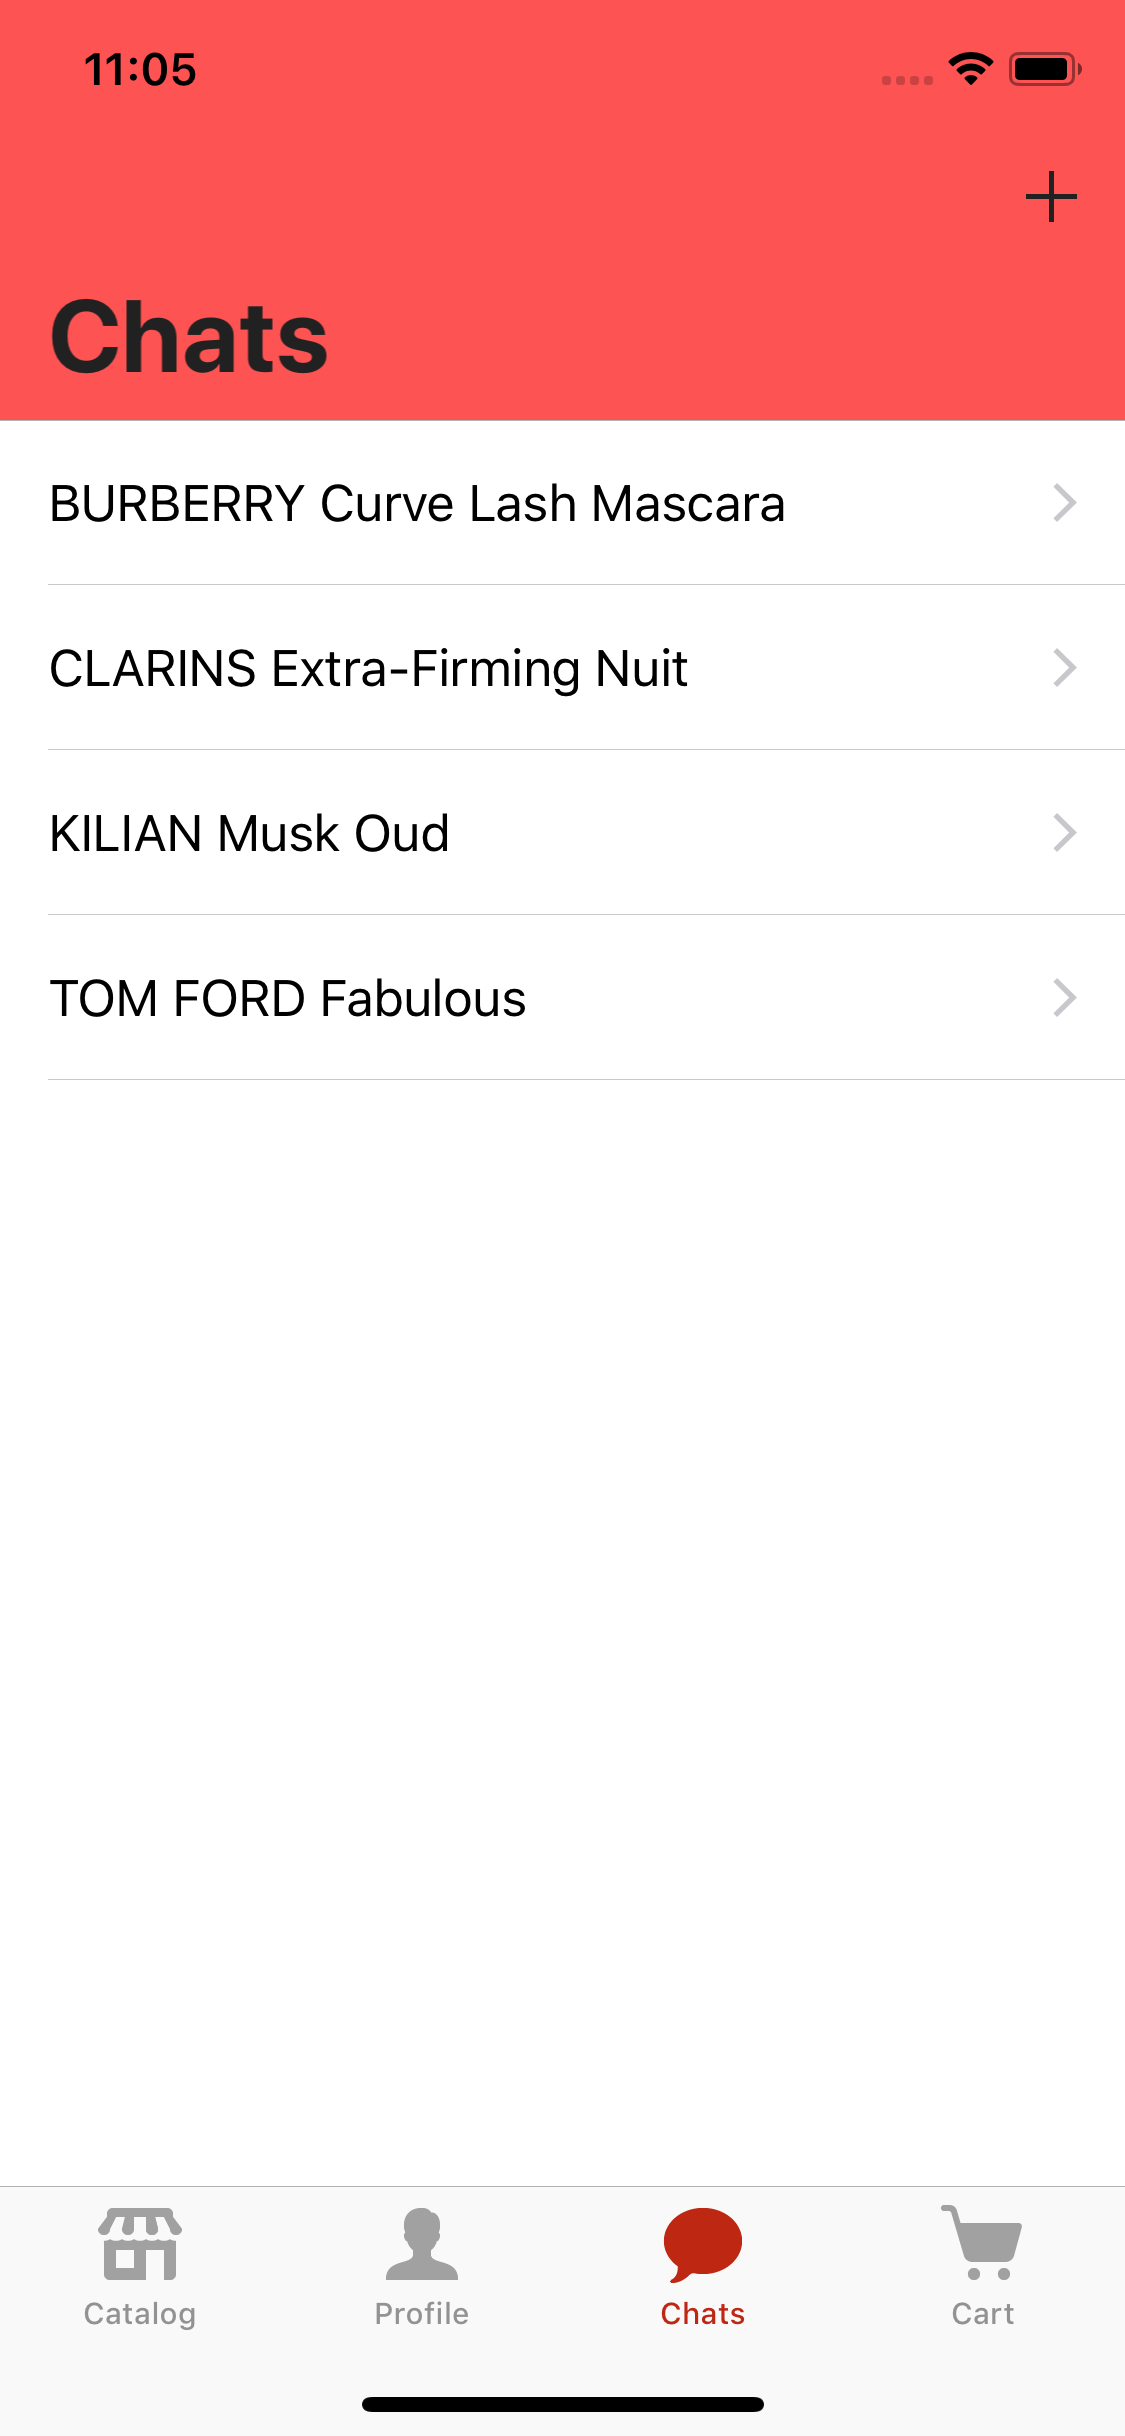 11:05
Chats
BURBERRY Curve Lash Mascara
CLARINS Extra-Firming Nuit
KILIAN Musk Oud
TOM FORD Fabulous
Catalog Profile Chats Cart